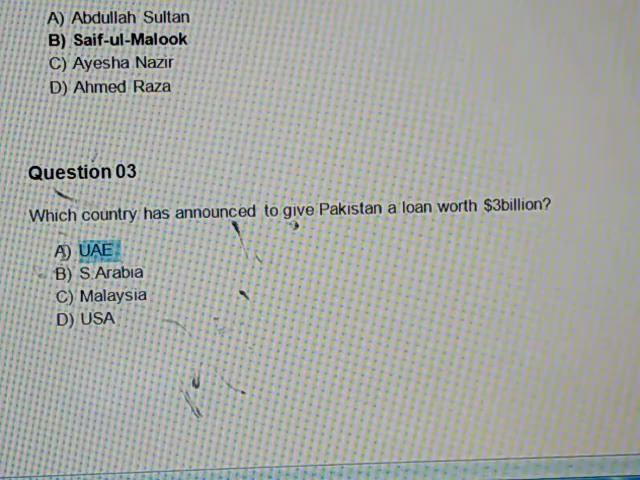 A) Abdullah Sultan
B) Saif-ul-Malook
C) Ayesha Nazir
D) Ahmed Raza
Question 03
Which country has announced to give Pakistan a loan worth $3billion?
A) UAE
B) S.Arabia
C) Malaysia
D) USA